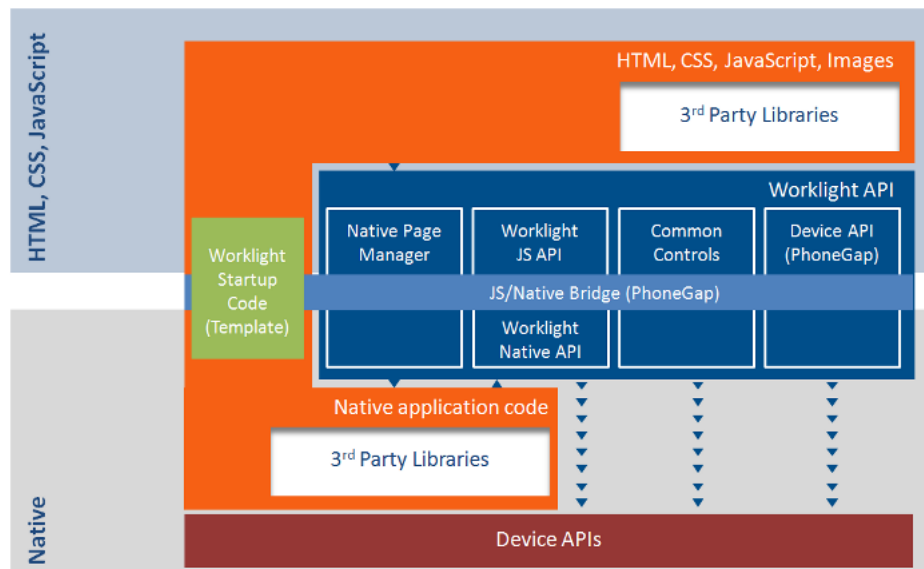 HTML, CSS, JavaScript
HTML, CSS, JavaScript, Images
3rd Party Libraries
Worklight API
Worklight
Startup
Code
(Template)
Native Page
Manager
Worklight
JS API
Common
Controls
Device API
(PhoneGap)
JS/Native Bridge (PhoneGap)
Worklight
Native API
Native application code
3rd Party Libraries
Native
Device APIs